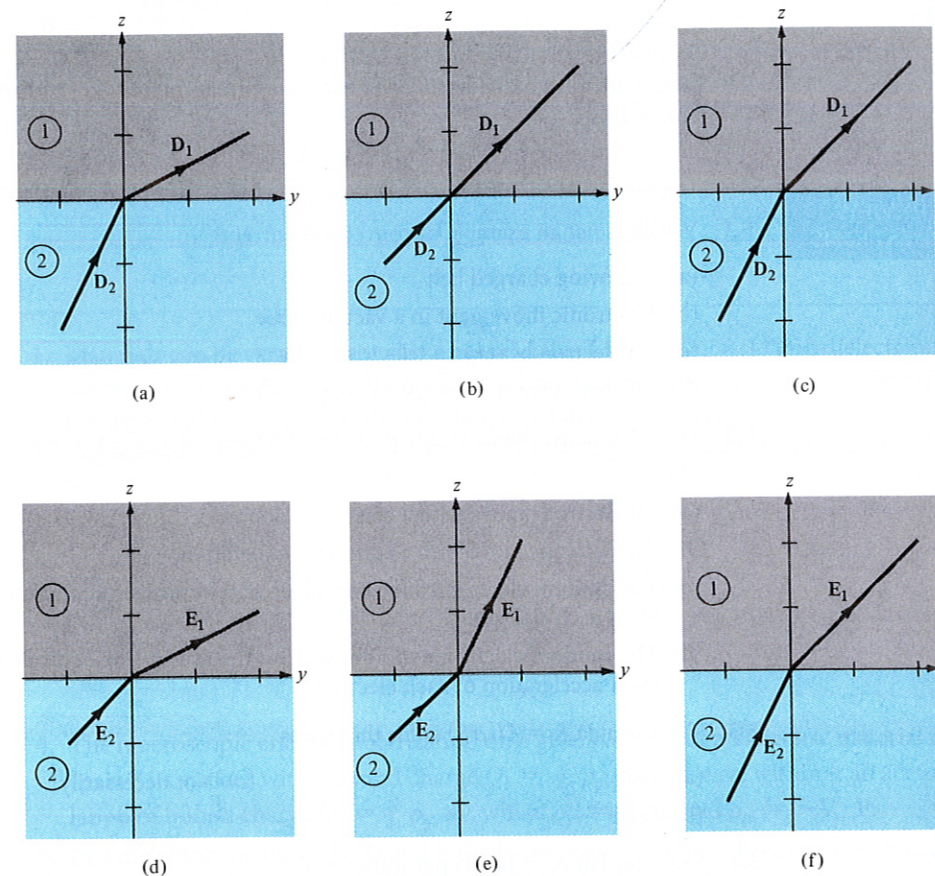 z z z
① D₁ y ② D₂
① D₁ ② D₂
① D₁ ② D₂
(a) (b) (c)
z z z
① E₁ y ② E₂
① E₁ ② E₂
① E₁ ② E₂
(d) (e) (f)